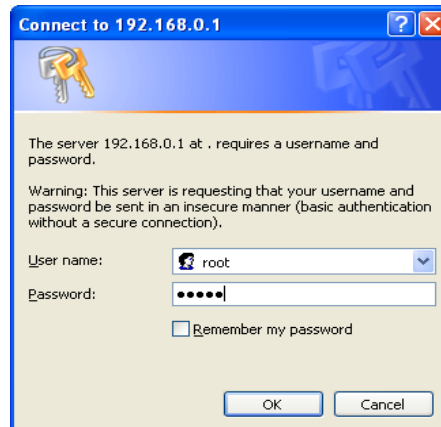 Connect to 192.168.0.1
The server 192.168.0.1 at . requires a username and
password.
Warning: This server is requesting that your username and
password be sent in an insecure manner (basic authentication
without a secure connection).
User name:
root
Password:
•••••
Remember my password
OK
Cancel